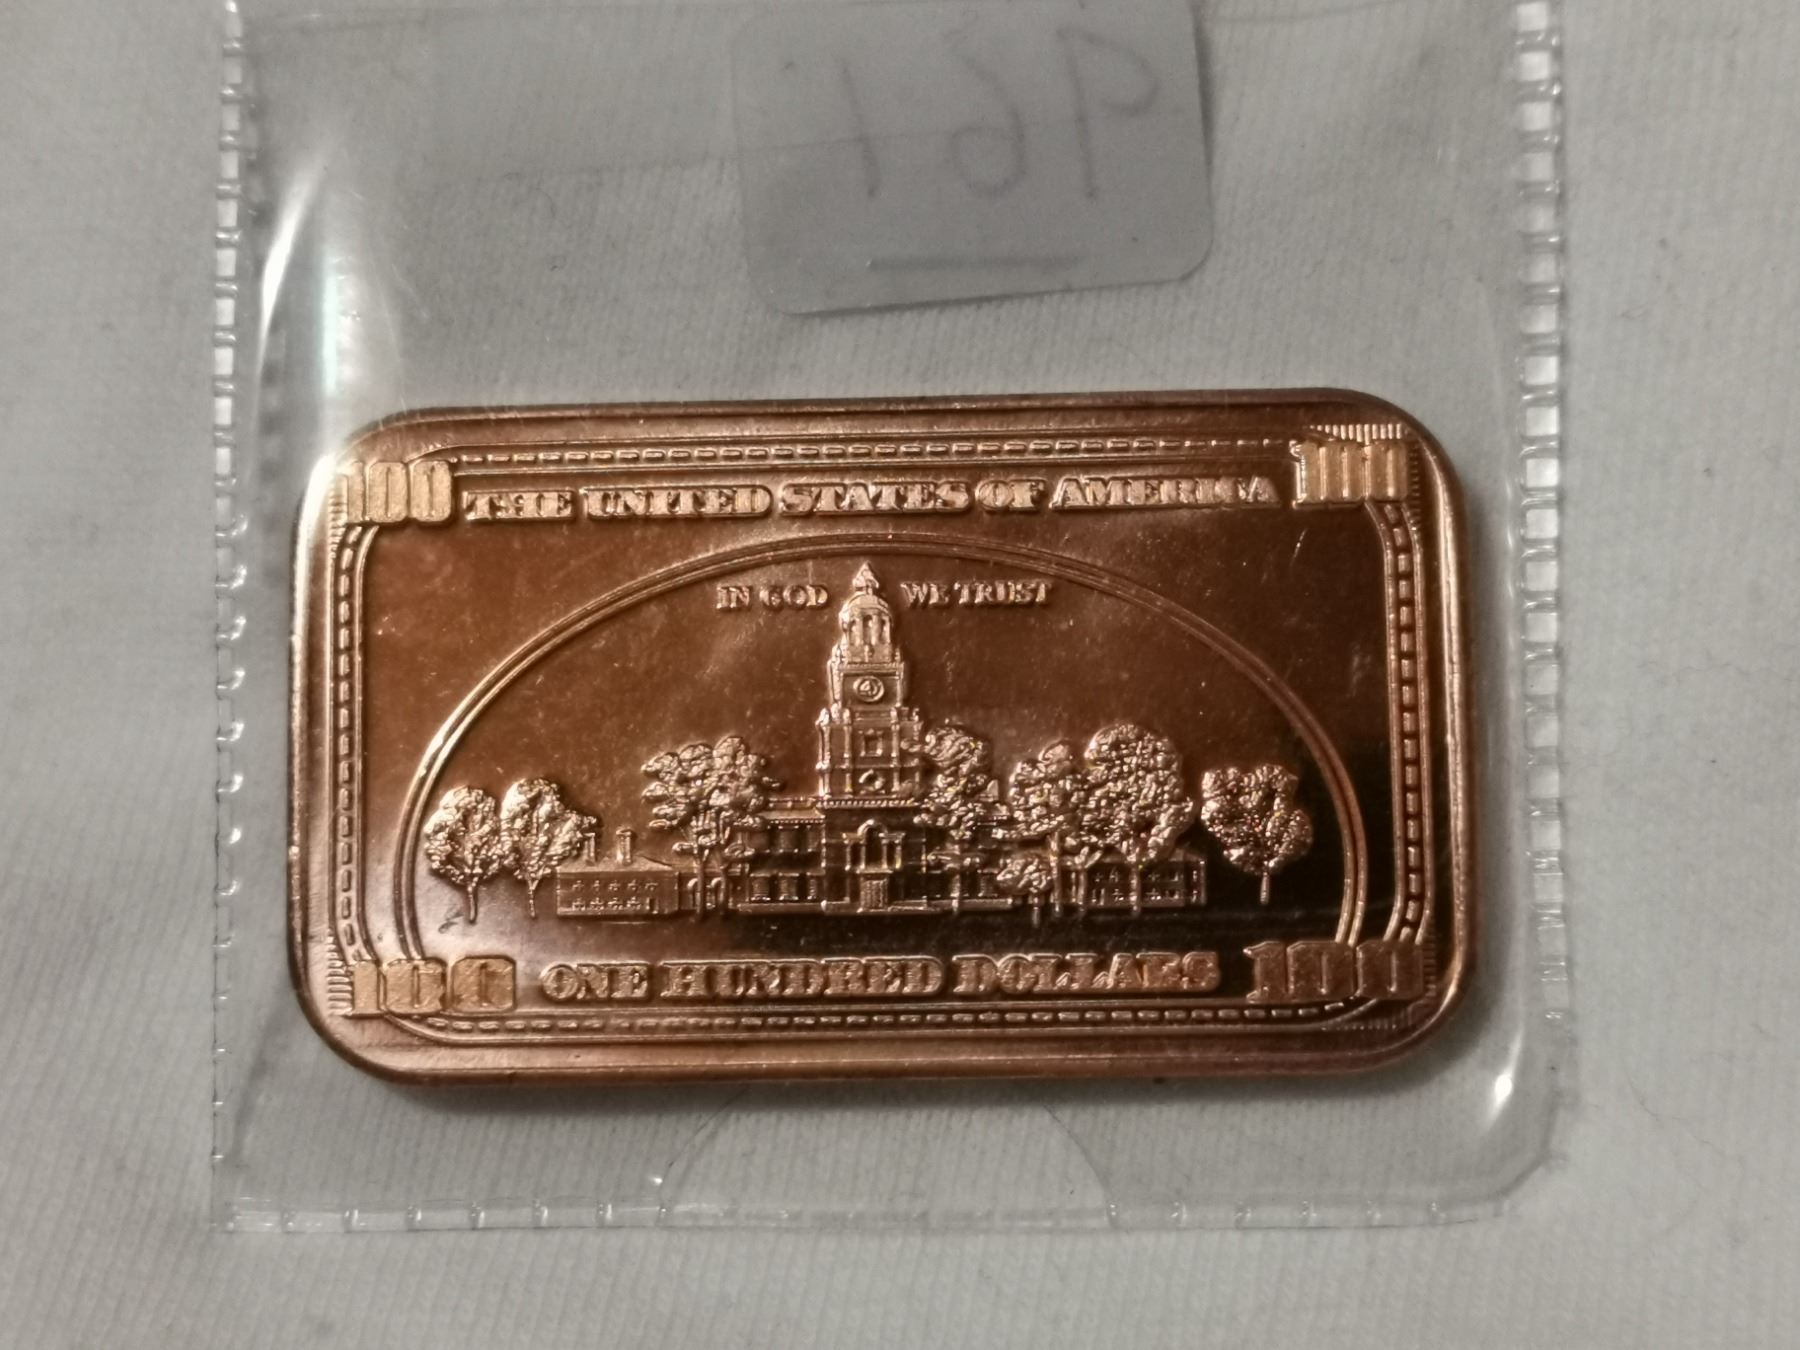 100 THE UNITED STATES OF AMERICA 100
IN GOD WE TRUST
100 ONE HUNDRED DOLLARS 100